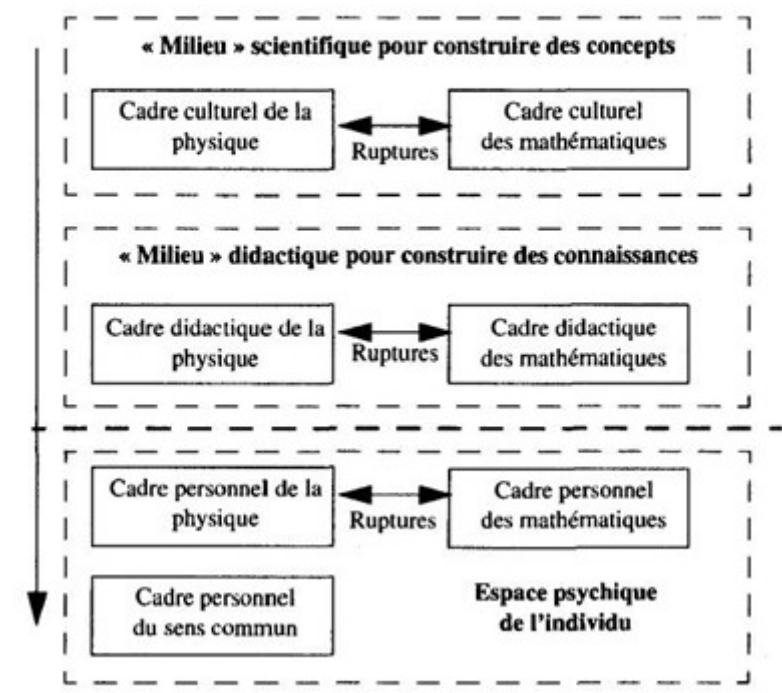 « Milieu » scientifique pour construire des concepts
Cadre culturel de la
physique
Ruptures
Cadre culturel
des mathématiques
« Milieu » didactique pour construire des connaissances
Cadre didactique de la
physique
Ruptures
Cadre didactique
des mathématiques
Cadre personnel de la
physique
Ruptures
Cadre personnel
des mathématiques
Cadre personnel
du sens commun
Espace psychique
de l'individu